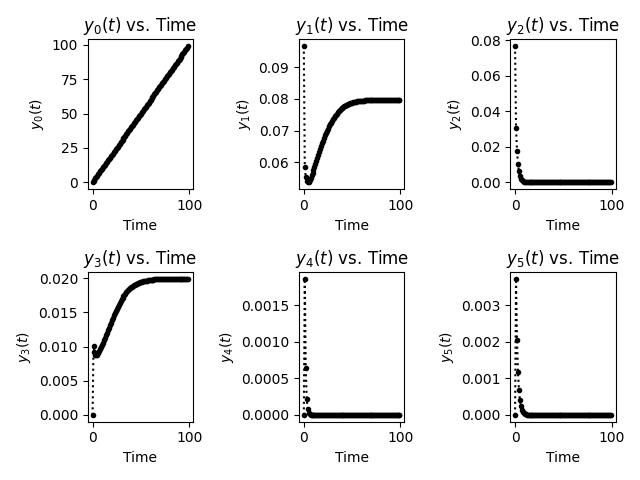 y₀(t) vs. Time
y₁(t) vs. Time
y₂(t) vs. Time
100
75
50
25
0
y₀(t)
0
100
Time
0.09
0.08
0.07
0.06
y₁(t)
0
100
Time
0.08
0.06
0.04
0.02
0.00
y₂(t)
0
100
Time
y₃(t) vs. Time
y₄(t) vs. Time
y₅(t) vs. Time
0.020
0.015
0.010
0.005
0.000
y₃(t)
0
100
Time
0.0015
0.0010
0.0005
0.0000
y₄(t)
0
100
Time
0.003
0.002
0.001
0.000
y₅(t)
0
100
Time